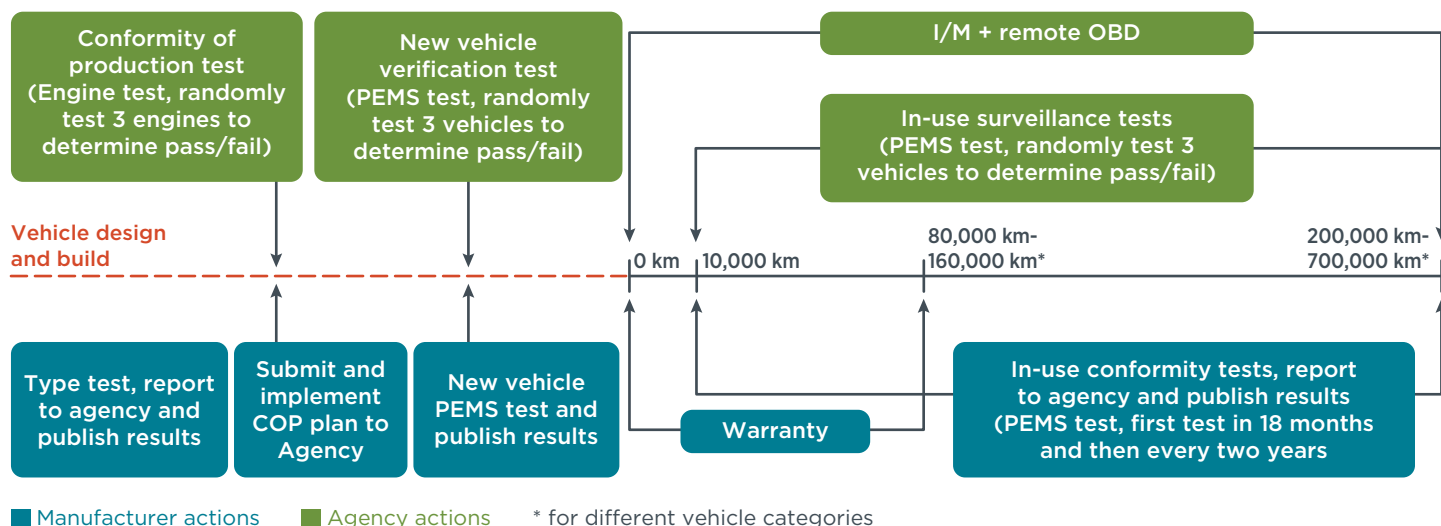 Conformity of
production test
(Engine test, randomly
test 3 engines to
determine pass/fail)
New vehicle
verification test
(PEMS test, randomly
test 3 vehicles to
determine pass/fail)
I/M + remote OBD
In-use surveillance tests
(PEMS test, randomly test 3
vehicles to determine pass/fail)
Vehicle design
and build
0 km
10,000 km
80,000 km-
160,000 km*
200,000 km-
700,000 km*
Type test, report
to agency and
publish results
Submit and
implement
COP plan to
Agency
New vehicle
PEMS test and
publish results
Warranty
In-use conformity tests, report
to agency and publish results
(PEMS test, first test in 18 months
and then every two years
Manufacturer actions
Agency actions
* for different vehicle categories